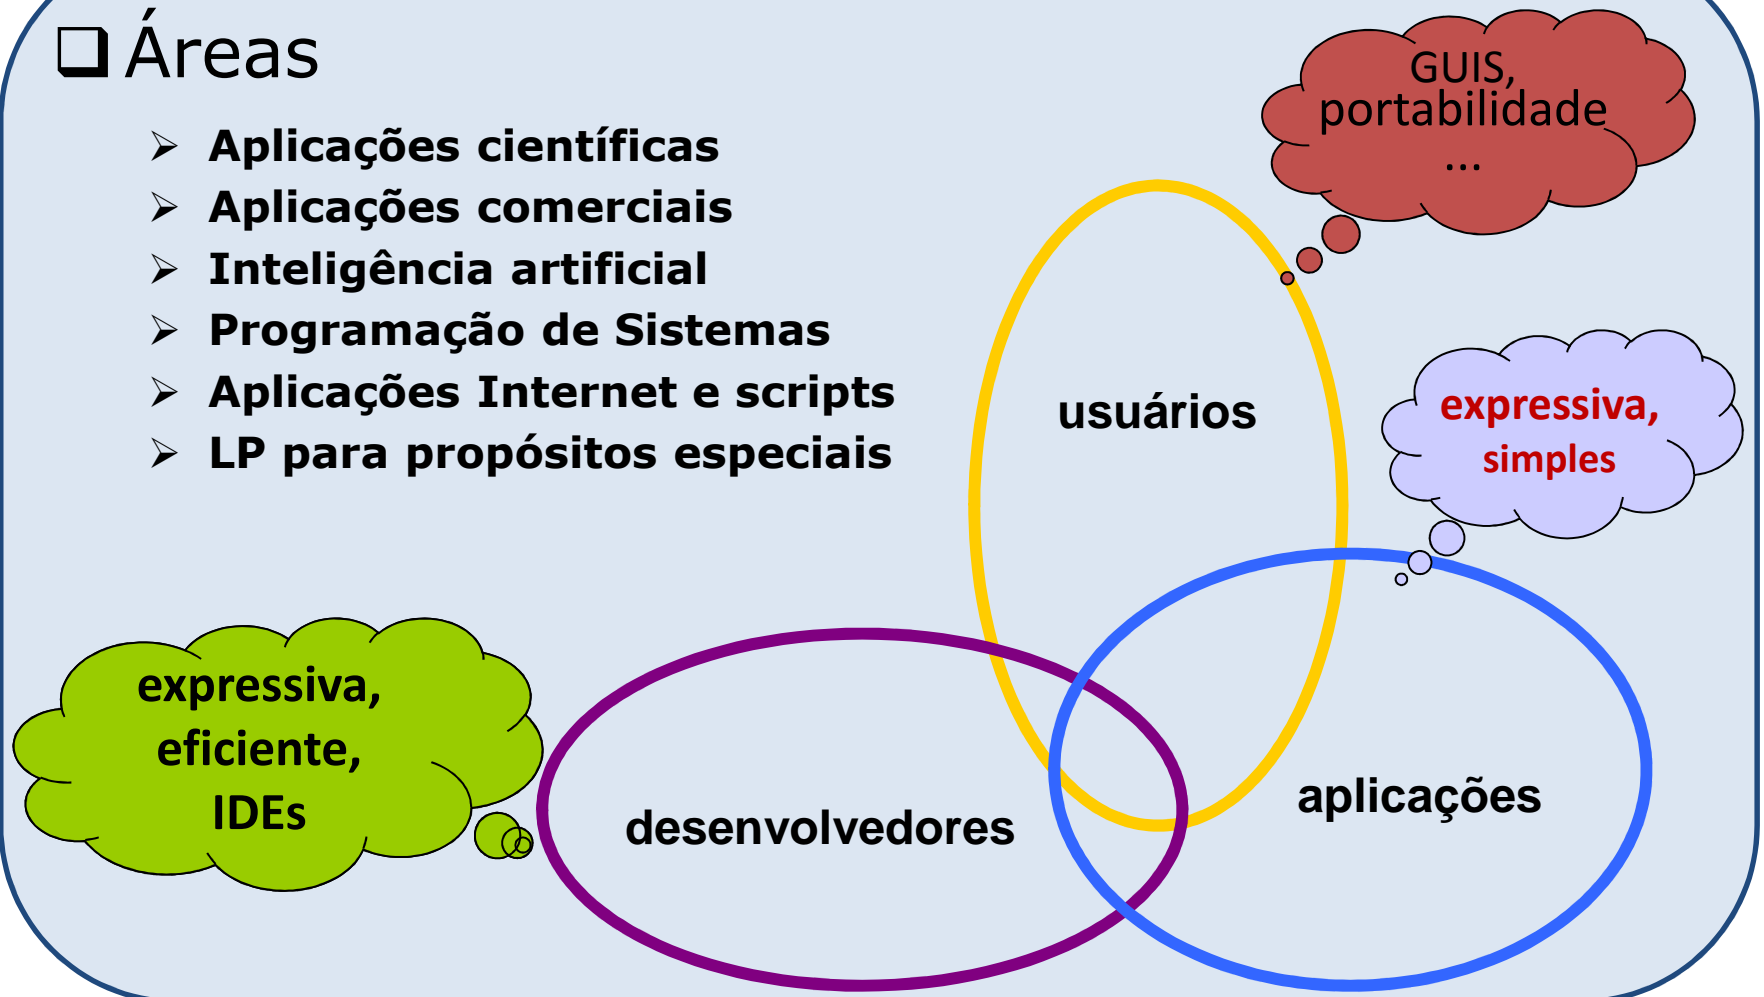 Áreas
Aplicações científicas
Aplicações comerciais
Inteligência artificial
Programação de Sistemas
Aplicações Internet e scripts
LP para propósitos especiais
GUIS,
portabilidade
...
usuários
expressiva,
simples
expressiva,
eficiente,
IDEs
desenvolvedores
aplicações